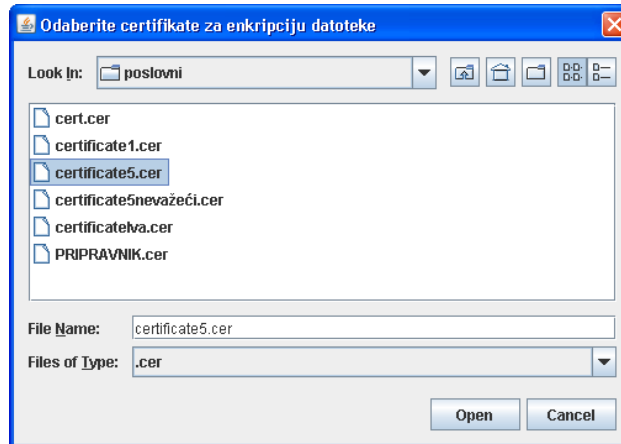 Odaberite certifikate za enkripciju datoteke
Look In: poslovni
cert.cer
certificate1.cer
certificate5.cer
certificate5nevažeći.cer
certificateIva.cer
PRIPRAVNIK.cer
File Name: certificate5.cer
Files of Type: .cer
Open Cancel